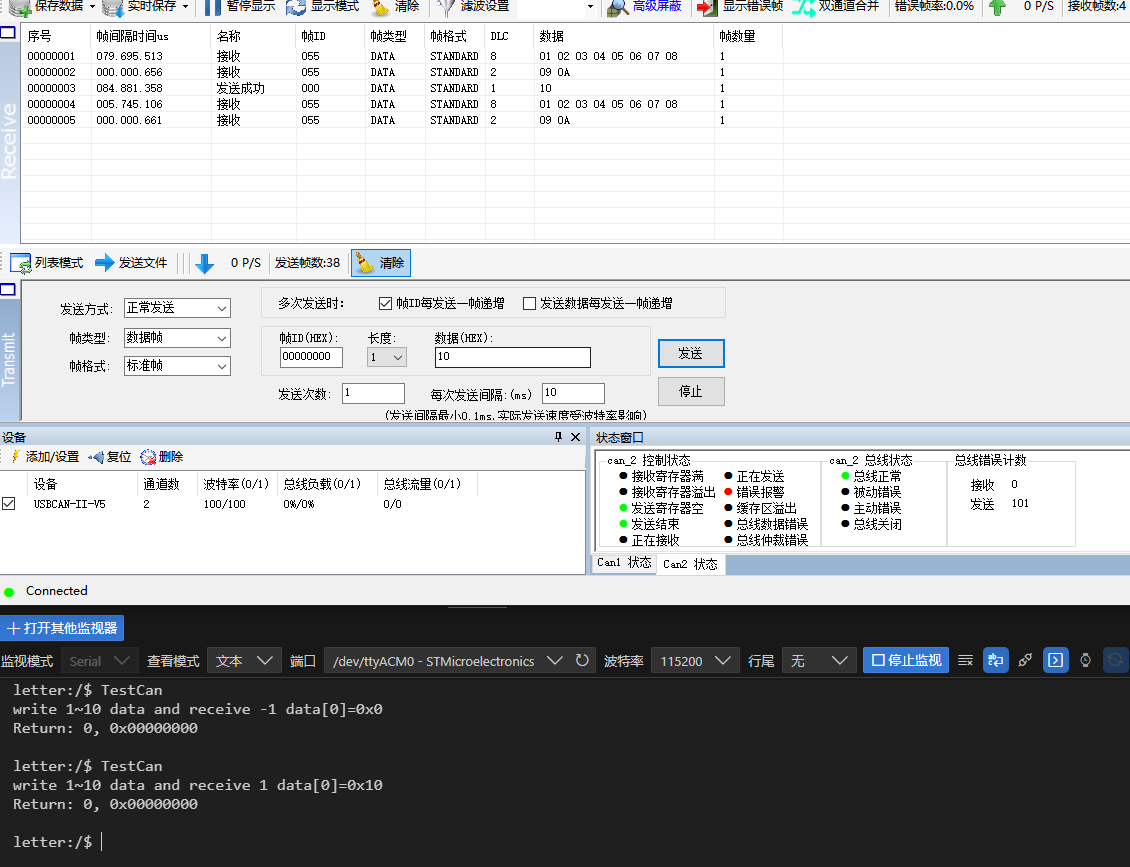 保存数据 实时保存 暂停显示 显示模式 清除 滤波设置 高级屏蔽 显示错误帧 双通道合并 错误帧率:0.0% 0 P/S 接收帧数:4
序号 帧间隔时间us 名称 帧ID 帧类型 帧格式 DLC 数据 帧数量
00000001 079.695.513 接收 055 DATA STANDARD 8 01 02 03 04 05 06 07 08 1
00000002 000.000.656 接收 055 DATA STANDARD 2 09 0A 1
00000003 084.881.358 发送成功 000 DATA STANDARD 1 10 1
00000004 005.745.106 接收 055 DATA STANDARD 8 01 02 03 04 05 06 07 08 1
00000005 000.000.661 接收 055 DATA STANDARD 2 09 0A 1
Receive
列表模式 发送文件 0 P/S 发送帧数:38 清除
Transmit
发送方式: 正常发送 多次发送时: 帧ID每发送一帧递增 发送数据每发送一帧递增
帧类型: 数据帧 帧ID(HEX): 长度: 数据(HEX):
00000000 1 10 发送
帧格式: 标准帧
发送次数: 1 每次发送间隔:(ms) 10 停止
(发送间隔最小0.1ms,实际发送速度受波特率影响)
设备
添加/设置 复位 删除
设备 通道数 波特率(0/1) 总线负载(0/1) 总线流量(0/1)
USBCAN-II-V5 2 100/100 0%/0% 0/0
状态窗口
can_2 控制状态 can_2 总线状态 总线错误计数
接收寄存器满 正在发送 总线正常 接收 0
接收寄存器溢出 错误报警 被动错误
发送寄存器空 缓存区溢出 主动错误 发送 101
发送结束 总线数据错误 总线关闭
正在接收 总线仲裁错误
Can1 状态 Can2 状态
Connected
打开其他监视器
监视模式 Serial 查看模式 文本 端口 /dev/ttyACM0 - STMicroelectronics 波特率 115200 行尾 无 停止监视
letter:/$ TestCan
write 1~10 data and receive -1 data[0]=0x0
Return: 0, 0x00000000
letter:/$ TestCan
write 1~10 data and receive 1 data[0]=0x10
Return: 0, 0x00000000
letter:/$